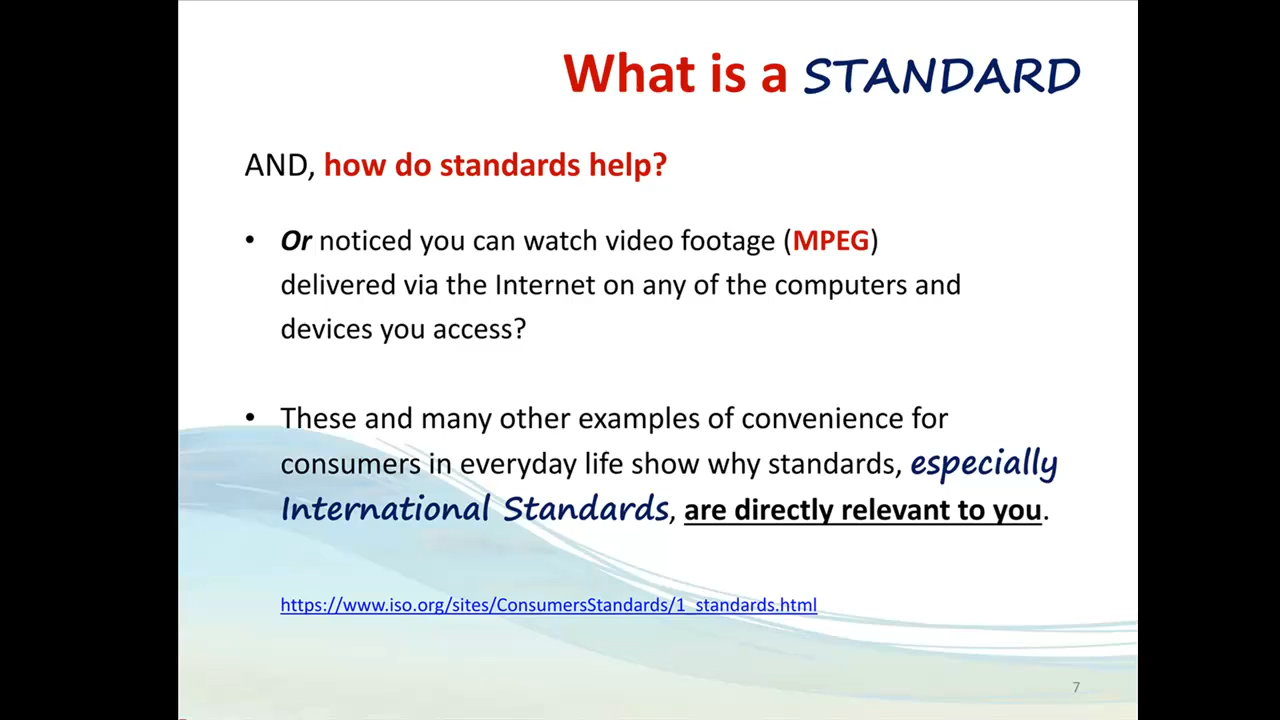 What is a STANDARD
AND, how do standards help?
• Or noticed you can watch video footage (MPEG)
delivered via the Internet on any of the computers and
devices you access?
• These and many other examples of convenience for
consumers in everyday life show why standards, especially
International Standards, are directly relevant to you.
https://www.iso.org/sites/ConsumersStandards/1_standards.html
7